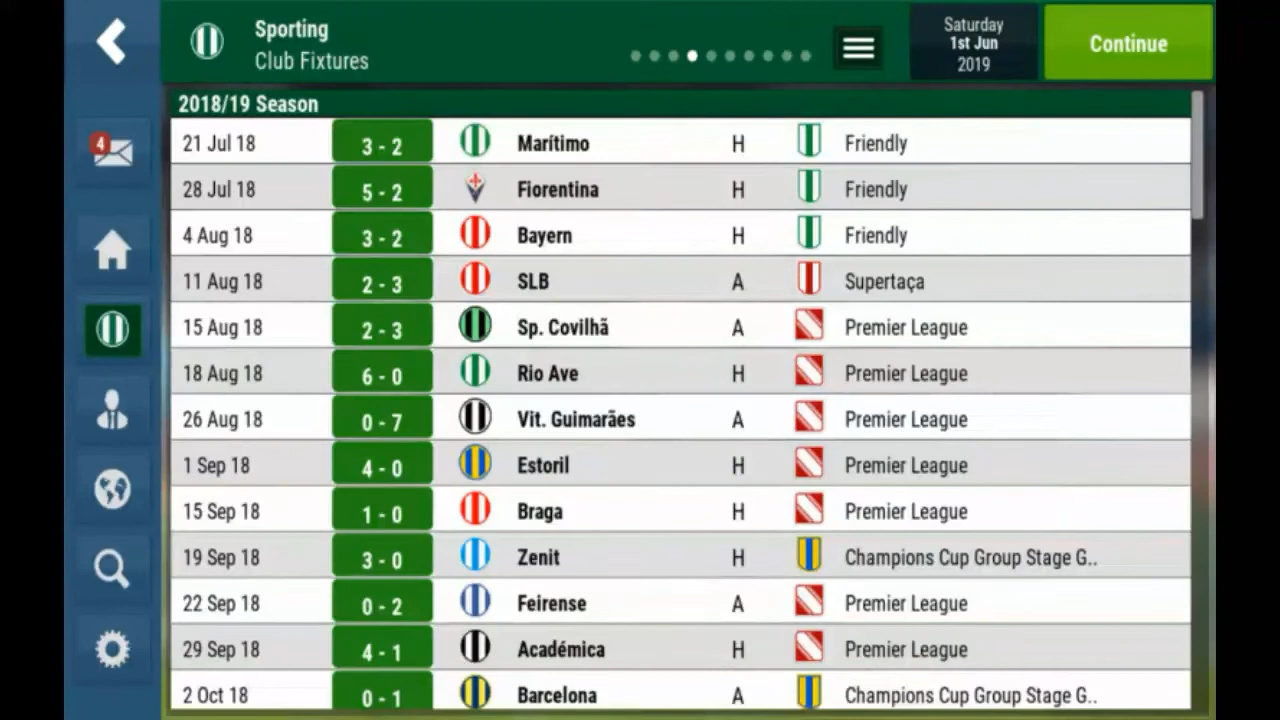 Sporting
Club Fixtures
Saturday
1st Jun
2019
Continue
4
2018/19 Season
21 Jul 18 3 - 2 Marítimo H Friendly
28 Jul 18 5 - 2 Fiorentina H Friendly
4 Aug 18 3 - 2 Bayern H Friendly
11 Aug 18 2 - 3 SLB A Supertaça
15 Aug 18 2 - 3 Sp. Covilhã A Premier League
18 Aug 18 6 - 0 Rio Ave H Premier League
26 Aug 18 0 - 7 Vit. Guimarães A Premier League
1 Sep 18 4 - 0 Estoril H Premier League
15 Sep 18 1 - 0 Braga H Premier League
19 Sep 18 3 - 0 Zenit H Champions Cup Group Stage G..
22 Sep 18 0 - 2 Feirense A Premier League
29 Sep 18 4 - 1 Académica H Premier League
2 Oct 18 0 - 1 Barcelona A Champions Cup Group Stage G..